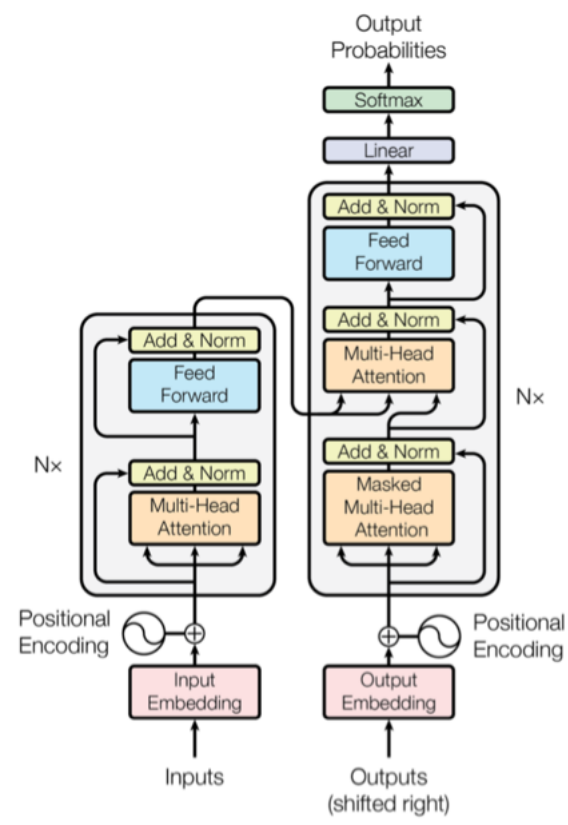 Output
Probabilities
Softmax
Linear
Add & Norm
Feed
Forward
Add & Norm
Multi-Head
Attention
Add & Norm
Masked
Multi-Head
Attention
Nx
Positional
Encoding
Output
Embedding
Outputs
(shifted right)
Add & Norm
Feed
Forward
Add & Norm
Multi-Head
Attention
Nx
Positional
Encoding
Input
Embedding
Inputs